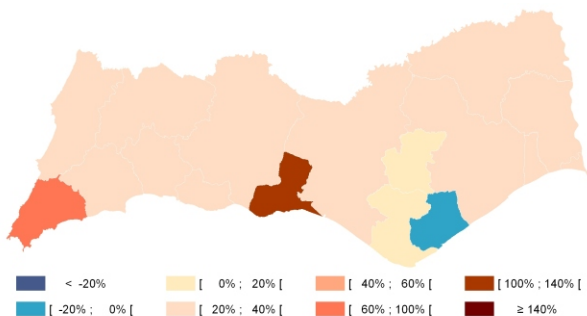 < -20% [ 0% ; 20% [ [ 40% ; 60% [ [ 100% ; 140% [
[ -20% ; 0% [ [ 20% ; 40% [ [ 60% ; 100% [ ≥ 140%